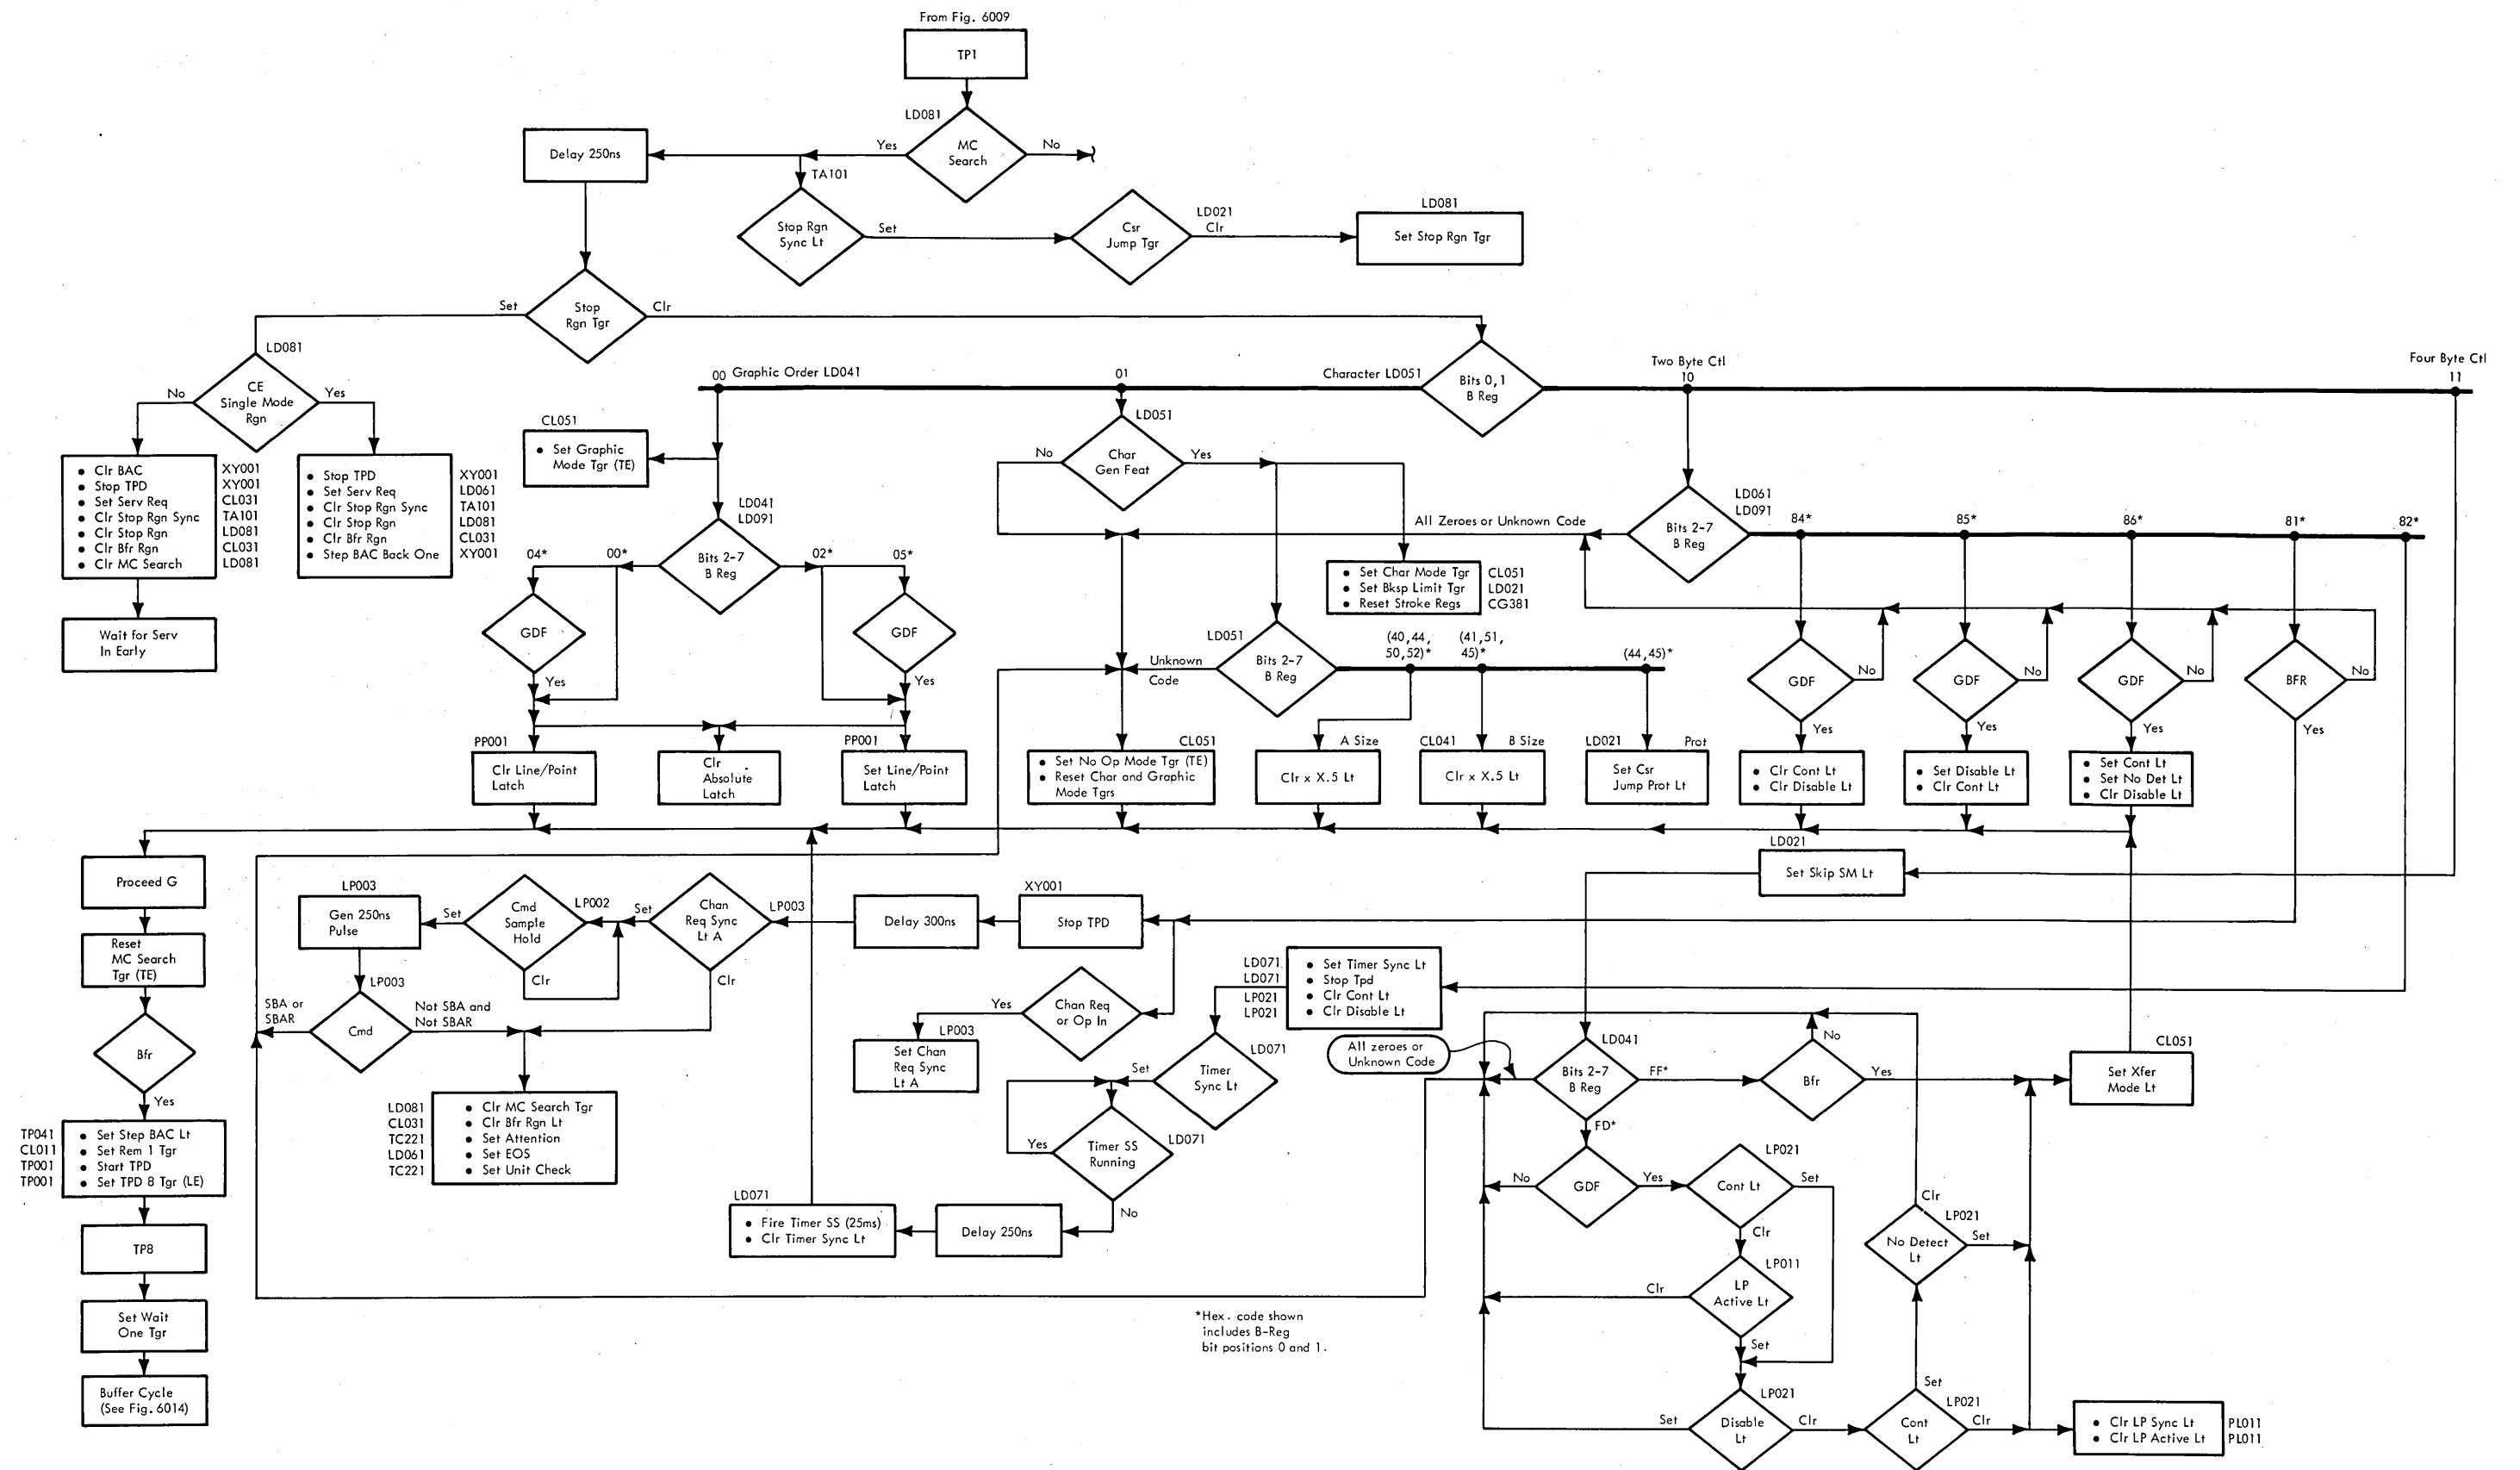 From Fig. 6009
TP1
LD081
MC
Search
Yes
No
Delay 250ns
TA101
Stop Rgn
Sync Lt
Set
Csr
Jump Tgr
LD021
Clr
LD081
Set Stop Rgn Tgr
Set
Stop
Rgn Tgr
Clr
LD081
CE
Single Mode
Rgn
No
Yes
• Clr BAC XY001
• Stop TPD XY001
• Set Serv Req CL031
• Clr Stop Rgn Sync TA101
• Clr Stop Rgn LD081
• Clr Bfr Rgn CL031
• Clr MC Search LD081
• Stop TPD XY001
• Set Serv Req LD061
• Clr Stop Rgn Sync TA101
• Clr Stop Rgn LD081
• Clr Bfr Rgn CL031
• Step BAC Back One XY001
Wait for Serv
In Early
00 Graphic Order LD041
01
Character LD051
Bits 0,1
B Reg
Two Byte Ctl
10
Four Byte Ctl
11
CL051
• Set Graphic
Mode Tgr (TE)
LD041
LD091
Bits 2-7
B Reg
04*
00*
02*
05*
GDF
Yes
GDF
Yes
PP001
Clr Line/Point
Latch
Clr
Absolute
Latch
PP001
Set Line/Point
Latch
LD051
Char
Gen Feat
No
Yes
All Zeroes or Unknown Code
• Set Char Mode Tgr CL051
• Set Bksp Limit Tgr LD021
• Reset Stroke Regs CG381
LD051
Bits 2-7
B Reg
Unknown
Code
(40,44,
50,52)*
(41,51,
45)*
(44,45)*
CL051
• Set No Op Mode Tgr (TE)
• Reset Char and Graphic
Mode Tgrs
A Size
Clr x X.5 Lt
CL041
B Size
Clr x X.5 Lt
LD021
Prot
Set Csr
Jump Prot Lt
LD061
LD091
Bits 2-7
B Reg
84*
85*
86*
81*
82*
GDF
No
Yes
GDF
No
Yes
GDF
No
Yes
BFR
No
Yes
• Clr Cont Lt
• Clr Disable Lt
• Set Disable Lt
• Clr Cont Lt
• Set Cont Lt
• Set No Det Lt
• Clr Disable Lt
LD021
Set Skip SM Lt
Proceed G
Reset
MC Search
Tgr (TE)
Bfr
Yes
TP041 • Set Step BAC Lt
CL011 • Set Rem 1 Tgr
TP001 • Start TPD
TP001 • Set TPD 8 Tgr (LE)
TP8
Set Wait
One Tgr
Buffer Cycle
(See Fig. 6014)
LP003
Gen 250ns
Pulse
Set
Cmd
Sample
Hold
LP002
Clr
Set
Chan
Req Sync
Lt A
LP003
Clr
Delay 300ns
XY001
Stop TPD
LP003
Cmd
SBA or
SBAR
Not SBA and
Not SBAR
LD081 • Clr MC Search Tgr
CL031 • Clr Bfr Rgn Lt
TC221 • Set Attention
LD061 • Set EOS
TC221 • Set Unit Check
Chan Req
or Op In
Yes
LP003
Set Chan
Req Sync
Lt A
LD071 • Set Timer Sync Lt
LD071 • Stop Tpd
LP021 • Clr Cont Lt
LP021 • Clr Disable Lt
LD071
Timer
Sync Lt
Set
Timer SS
Running
LD071
Yes
No
Delay 250ns
LD071
• Fire Timer SS (25ms)
• Clr Timer Sync Lt
All zeroes or
Unknown Code
LD041
Bits 2-7
B Reg
FF*
FD*
Bfr
No
Yes
CL051
Set Xfer
Mode Lt
GDF
No
Yes
LP021
Cont Lt
Set
Clr
LP011
LP
Active Lt
Clr
Set
LP021
Disable
Lt
Set
Clr
LP021
Cont
Lt
Set
Clr
Clr
LP021
No Detect
Lt
Set
• Clr LP Sync Lt PL011
• Clr LP Active Lt PL011
*Hex. code shown
includes B-Reg
bit positions 0 and 1.